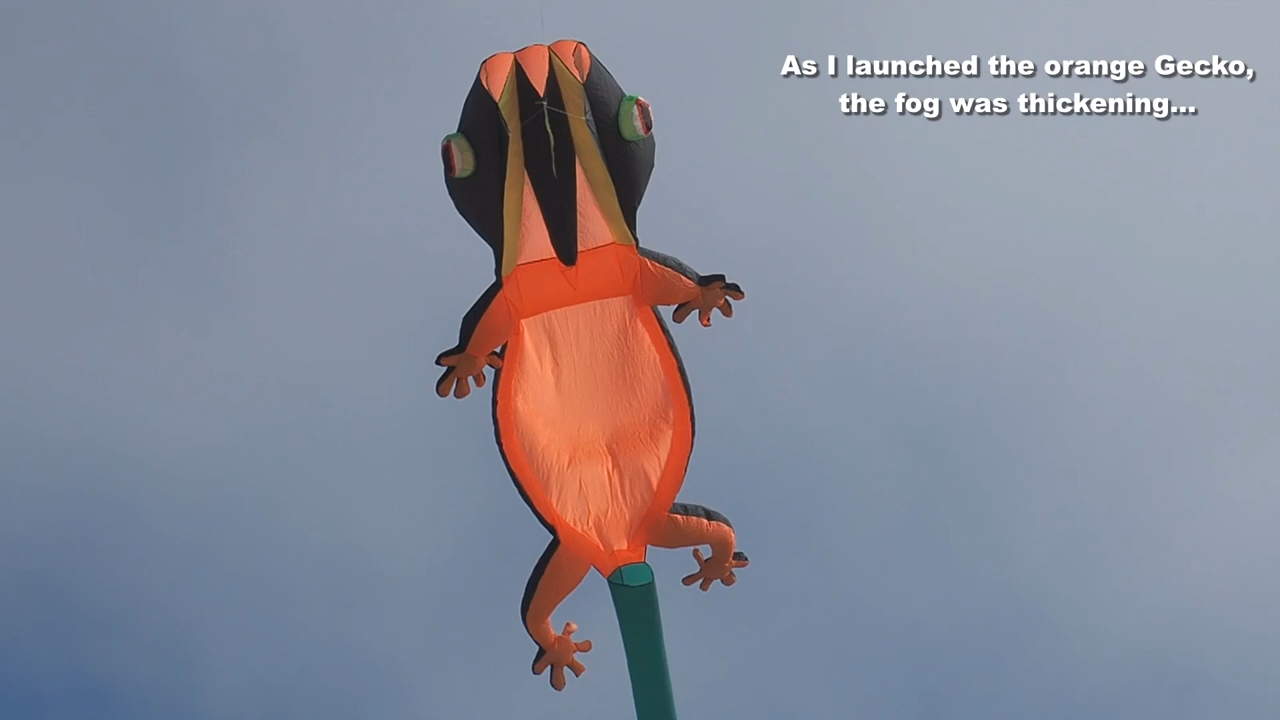 As I launched the orange Gecko,
the fog was thickening...